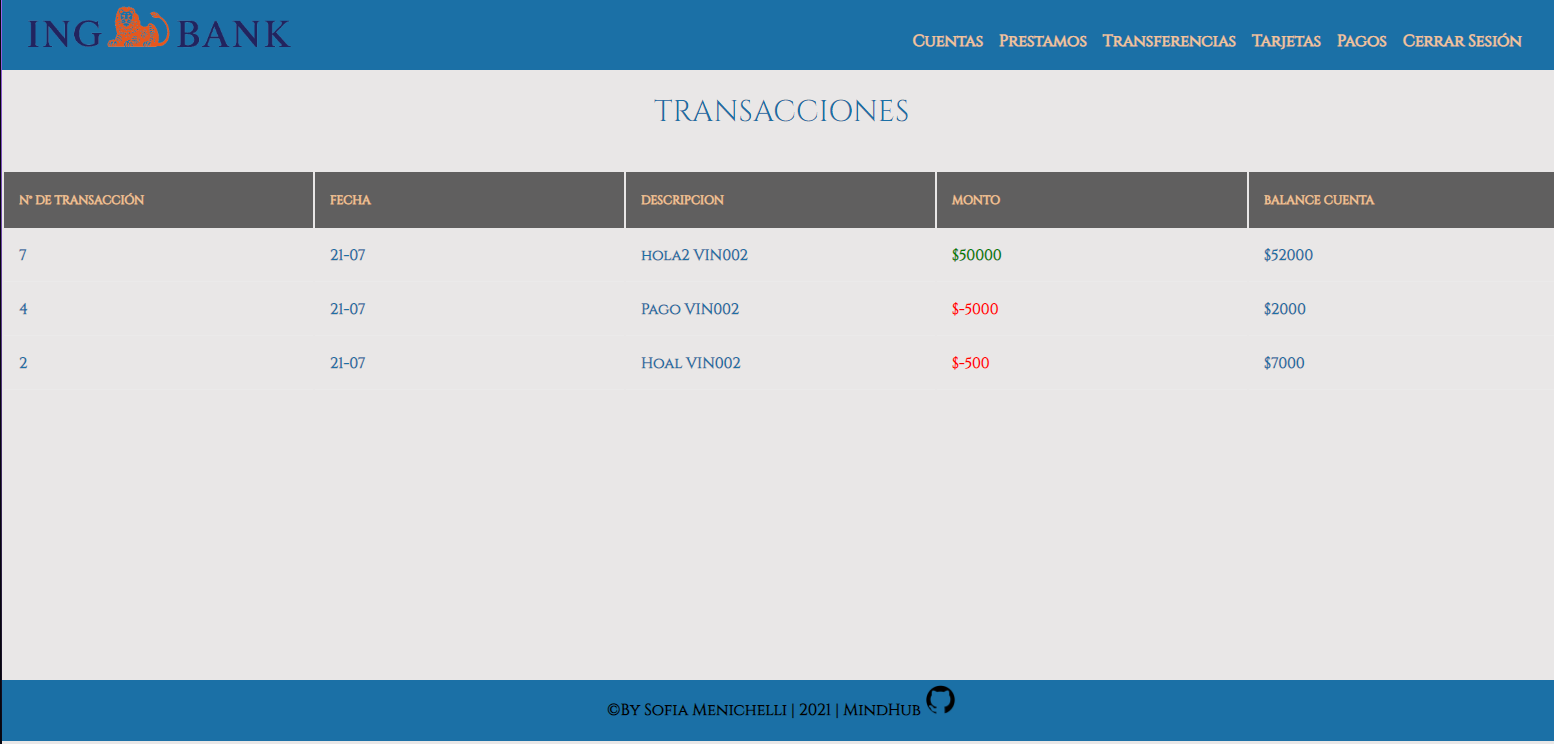 ING BANK
Cuentas Prestamos Transferencias Tarjetas Pagos Cerrar Sesión
TRANSACCIONES
N° DE TRANSACCIÓN FECHA DESCRIPCION MONTO BALANCE CUENTA
7 21-07 hola2 VIN002 $50000 $52000
4 21-07 Pago VIN002 $-5000 $2000
2 21-07 Hoal VIN002 $-500 $7000
©By Sofia Menichelli | 2021 | MindHub